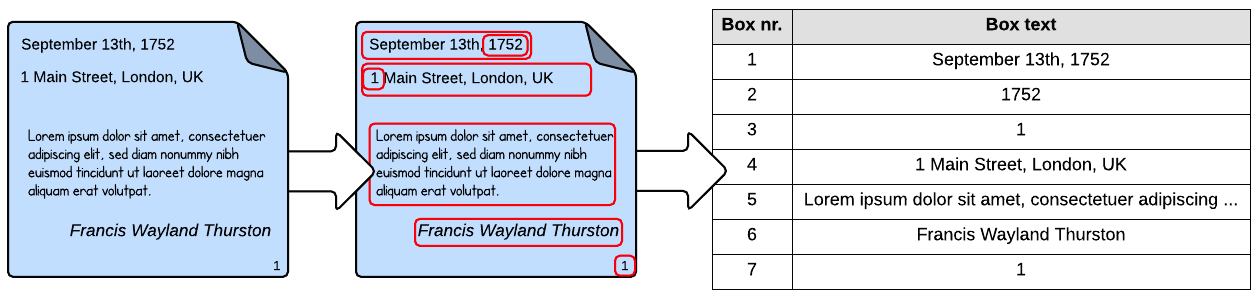 September 13th, 1752
1 Main Street, London, UK
Lorem ipsum dolor sit amet, consectetuer
adipiscing elit, sed diam nonummy nibh
euismod tincidunt ut laoreet dolore magna
aliquam erat volutpat.
Francis Wayland Thurston
1
September 13th, 1752
1 Main Street, London, UK
Lorem ipsum dolor sit amet, consectetuer
adipiscing elit, sed diam nonummy nibh
euismod tincidunt ut laoreet dolore magna
aliquam erat volutpat.
Francis Wayland Thurston
1
Box nr. Box text
1 September 13th, 1752
2 1752
3 1
4 1 Main Street, London, UK
5 Lorem ipsum dolor sit amet, consectetuer adipiscing ...
6 Francis Wayland Thurston
7 1